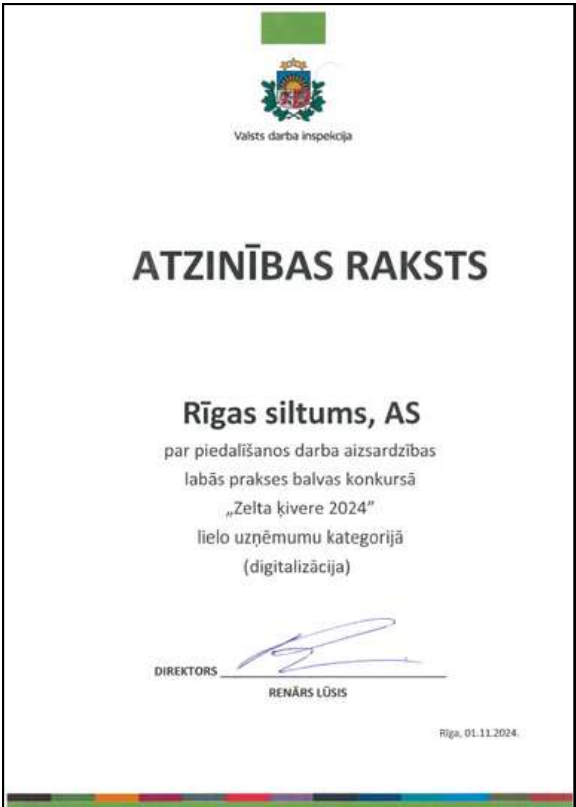 Valsts darba inspekcija
ATZINĪBAS RAKSTS
Rīgas siltums, AS
par piedalīšanos darba aizsardzības
labās prakses balvas konkursā
„Zelta ķivere 2024”
lielo uzņēmumu kategorijā
(digitalizācija)
DIREKTORS
RENĀRS LŪSIS
Rīga, 01.11.2024.